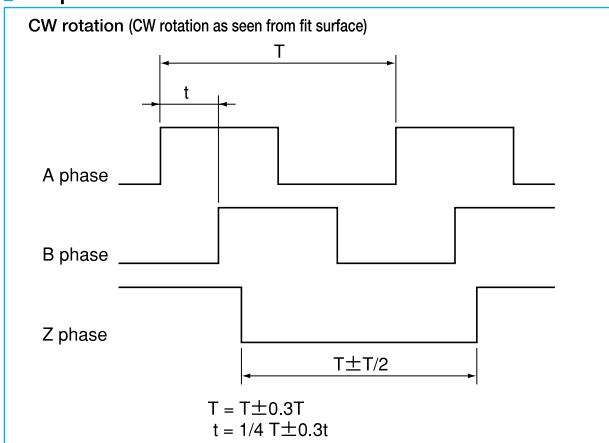 CW rotation (CW rotation as seen from fit surface)
T
t
A phase
B phase
Z phase
T±T/2
T = T±0.3T
t = 1/4 T±0.3t